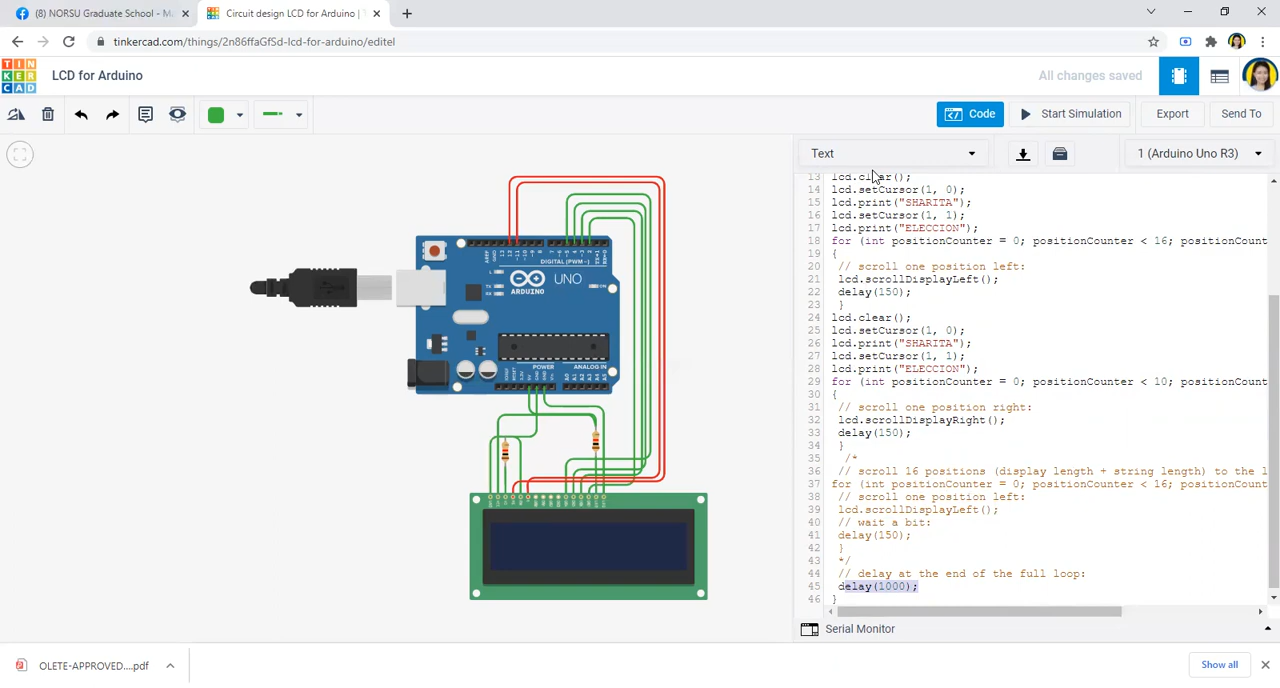 (8) NORSU Graduate School - M
Circuit design LCD for Arduino |
tinkercad.com/things/2n86ffaGfSd-lcd-for-arduino/editel
TIN
KER
CAD
LCD for Arduino
All changes saved
Code
Start Simulation
Export
Send To
Text
1 (Arduino Uno R3)
13 lcd.clear();
14 lcd.setCursor(1, 0);
15 lcd.print("SHARITA");
16 lcd.setCursor(1, 1);
17 lcd.print("ELECCION");
18 for (int positionCounter = 0; positionCounter < 16; positionCount
19 {
20 // scroll one position left:
21 lcd.scrollDisplayLeft();
22 delay(150);
23 }
24 lcd.clear();
25 lcd.setCursor(1, 0);
26 lcd.print("SHARITA");
27 lcd.setCursor(1, 1);
28 lcd.print("ELECCION");
29 for (int positionCounter = 0; positionCounter < 10; positionCount
30 {
31 // scroll one position right:
32 lcd.scrollDisplayRight();
33 delay(150);
34 }
35 /*
36 // scroll 16 positions (display length + string length) to the l
37 for (int positionCounter = 0; positionCounter < 16; positionCount
38 // scroll one position left:
39 lcd.scrollDisplayLeft();
40 // wait a bit:
41 delay(150);
42 }
43 */
44 // delay at the end of the full loop:
45 delay(1000);
46 }
DIGITAL (PWM ~)
UNO
ARDUINO
POWER
ANALOG IN
Serial Monitor
OLETE-APPROVED....pdf
Show all